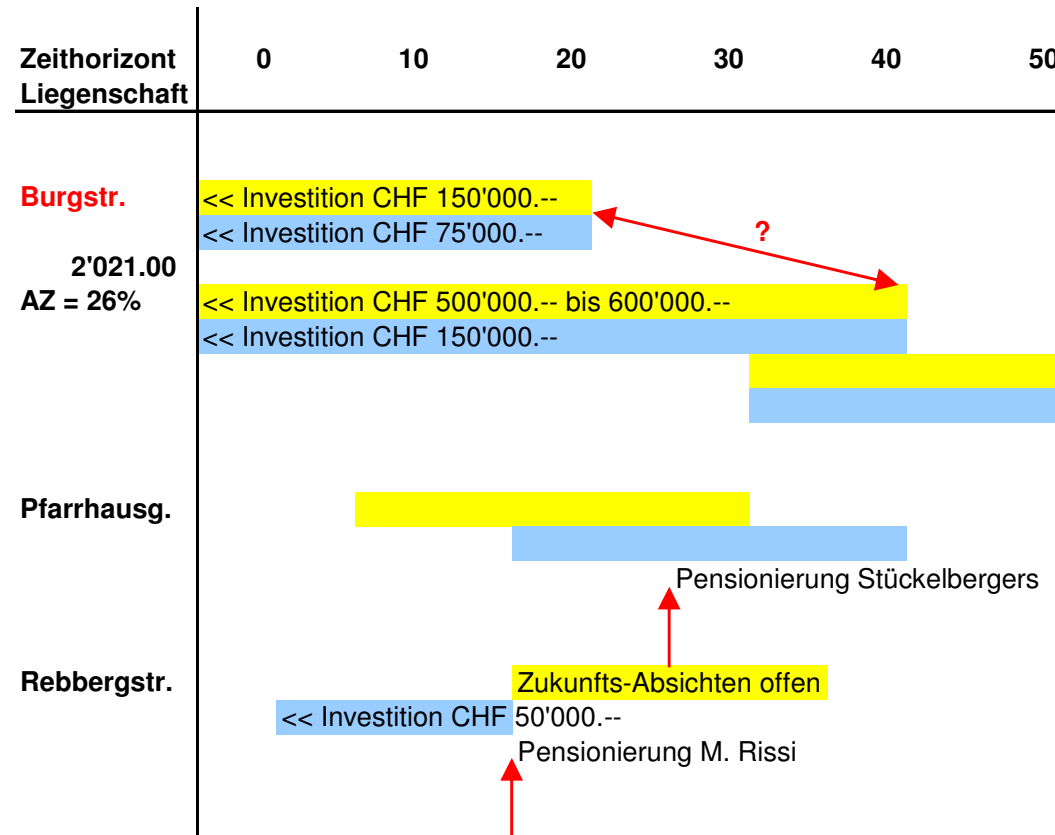 Zeithorizont 0 10 20 30 40 50
Liegenschaft
Burgstr. << Investition CHF 150'000.--
<< Investition CHF 75'000.-- ?
2'021.00
AZ = 26% << Investition CHF 500'000.-- bis 600'000.--
<< Investition CHF 150'000.--
Pfarrhausg.
Pensionierung Stückelbergers
Rebbergstr. Zukunfts-Absichten offen
<< Investition CHF 50'000.--
Pensionierung M. Rissi